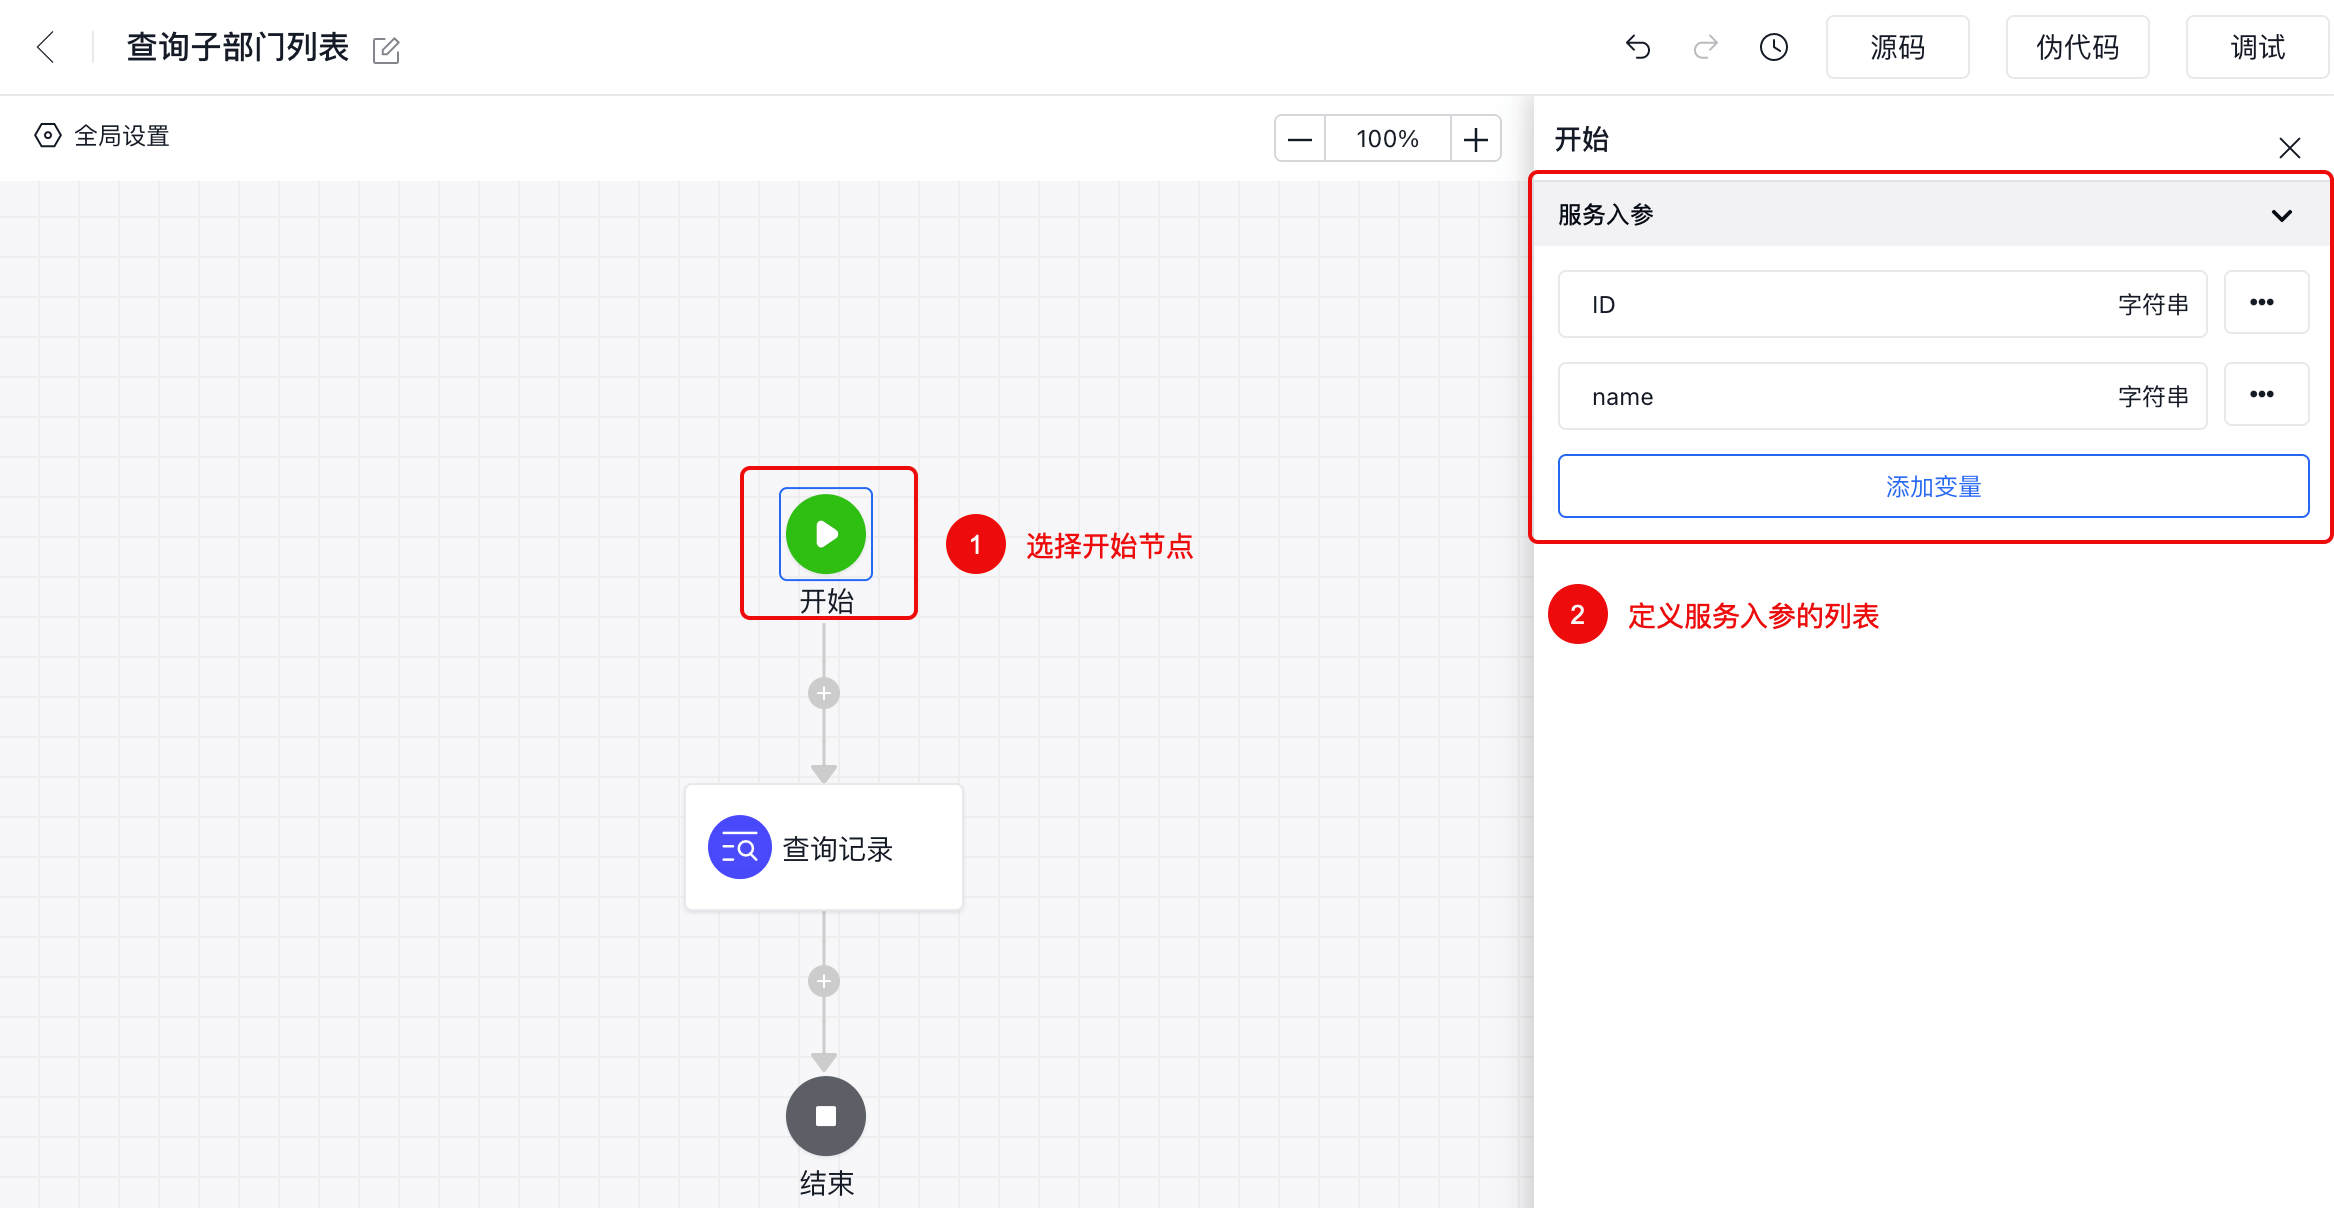 查询子部门列表
源码
伪代码
调试
全局设置
100%
开始
服务入参
ID
字符串
name
字符串
添加变量
开始
1
选择开始节点
2
定义服务入参的列表
查询记录
结束